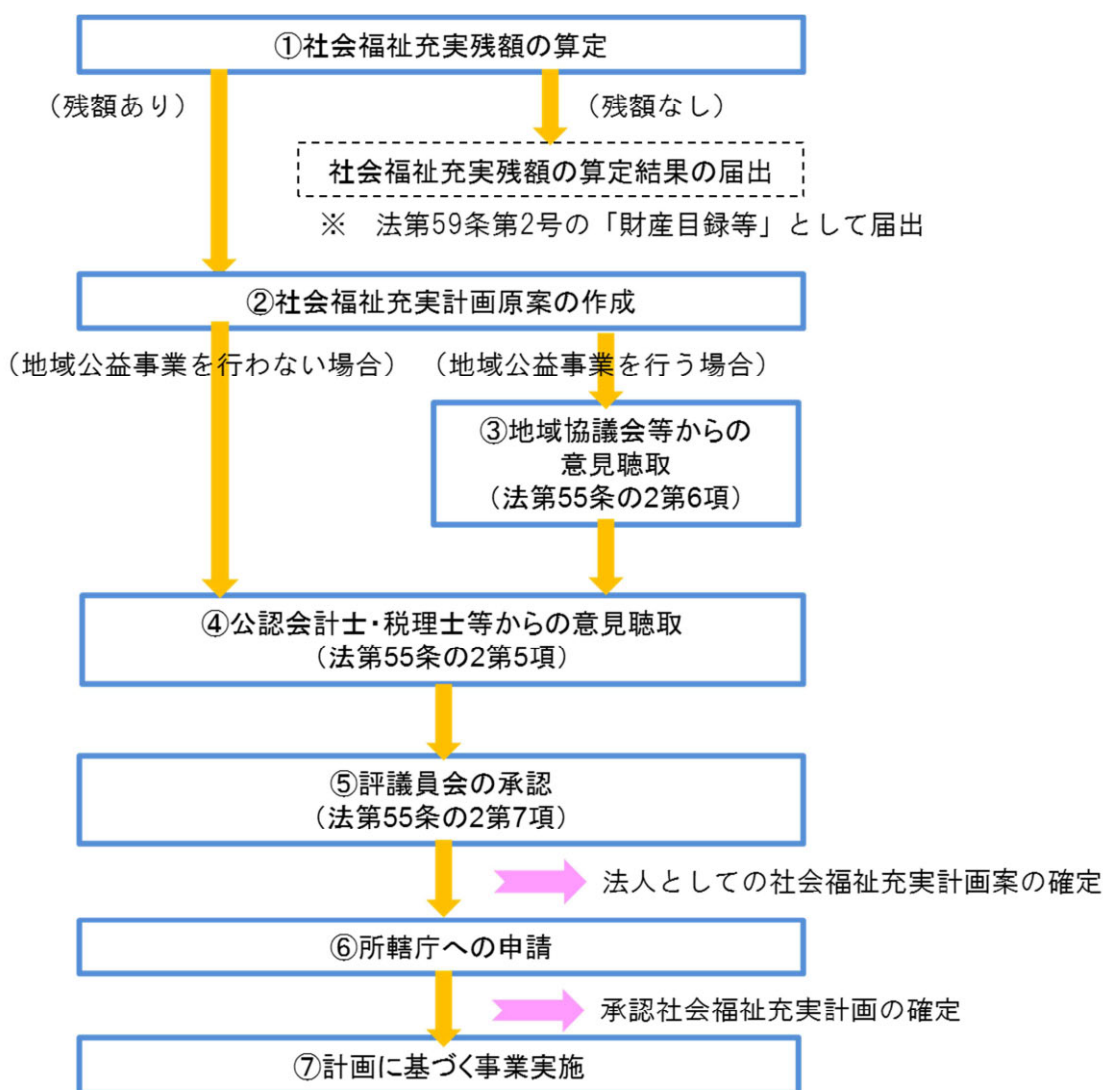 ①社会福祉充実残額の算定
（残額あり）
（残額なし）
社会福祉充実残額の算定結果の届出
※　法第59条第2号の「財産目録等」として届出
②社会福祉充実計画原案の作成
（地域公益事業を行わない場合）
（地域公益事業を行う場合）
③地域協議会等からの
意見聴取
（法第55条の2第6項）
④公認会計士・税理士等からの意見聴取
（法第55条の2第5項）
⑤評議員会の承認
（法第55条の2第7項）
法人としての社会福祉充実計画案の確定
⑥所轄庁への申請
承認社会福祉充実計画の確定
⑦計画に基づく事業実施